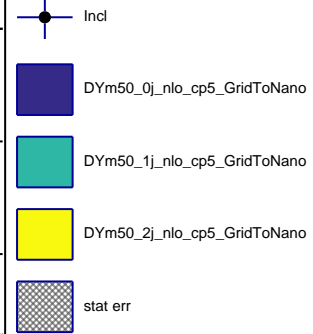 Incl
DYm50_0j_nlo_cp5_GridToNano
DYm50_1j_nlo_cp5_GridToNano
DYm50_2j_nlo_cp5_GridToNano
stat err